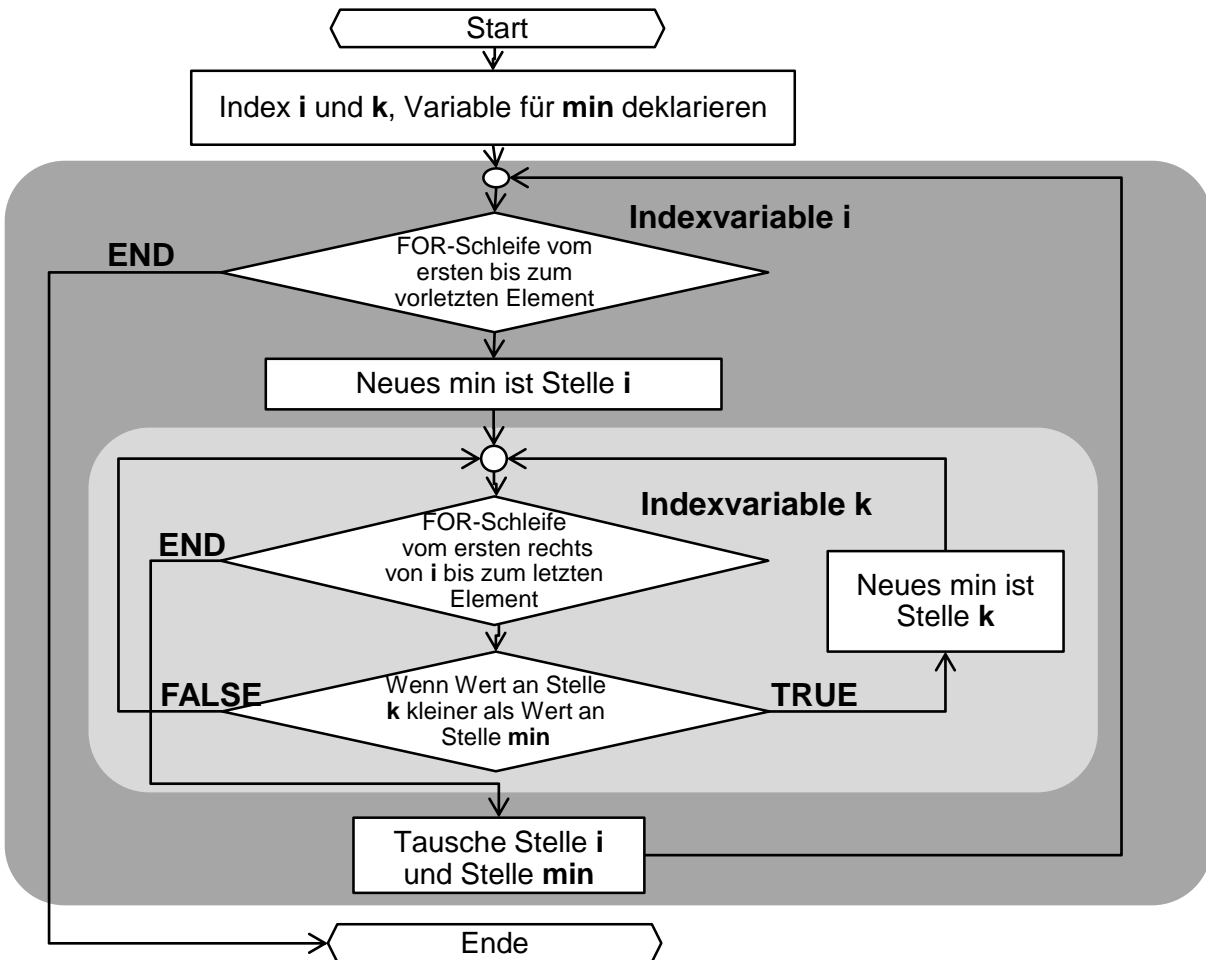 Start
Index i und k, Variable für min deklarieren
Indexvariable i
END
FOR-Schleife vom
ersten bis zum
vorletzten Element
Neues min ist Stelle i
Indexvariable k
END
FOR-Schleife
vom ersten rechts
von i bis zum letzten
Element
Neues min ist
Stelle k
FALSE
Wenn Wert an Stelle
k kleiner als Wert an
Stelle min
TRUE
Tausche Stelle i
und Stelle min
Ende